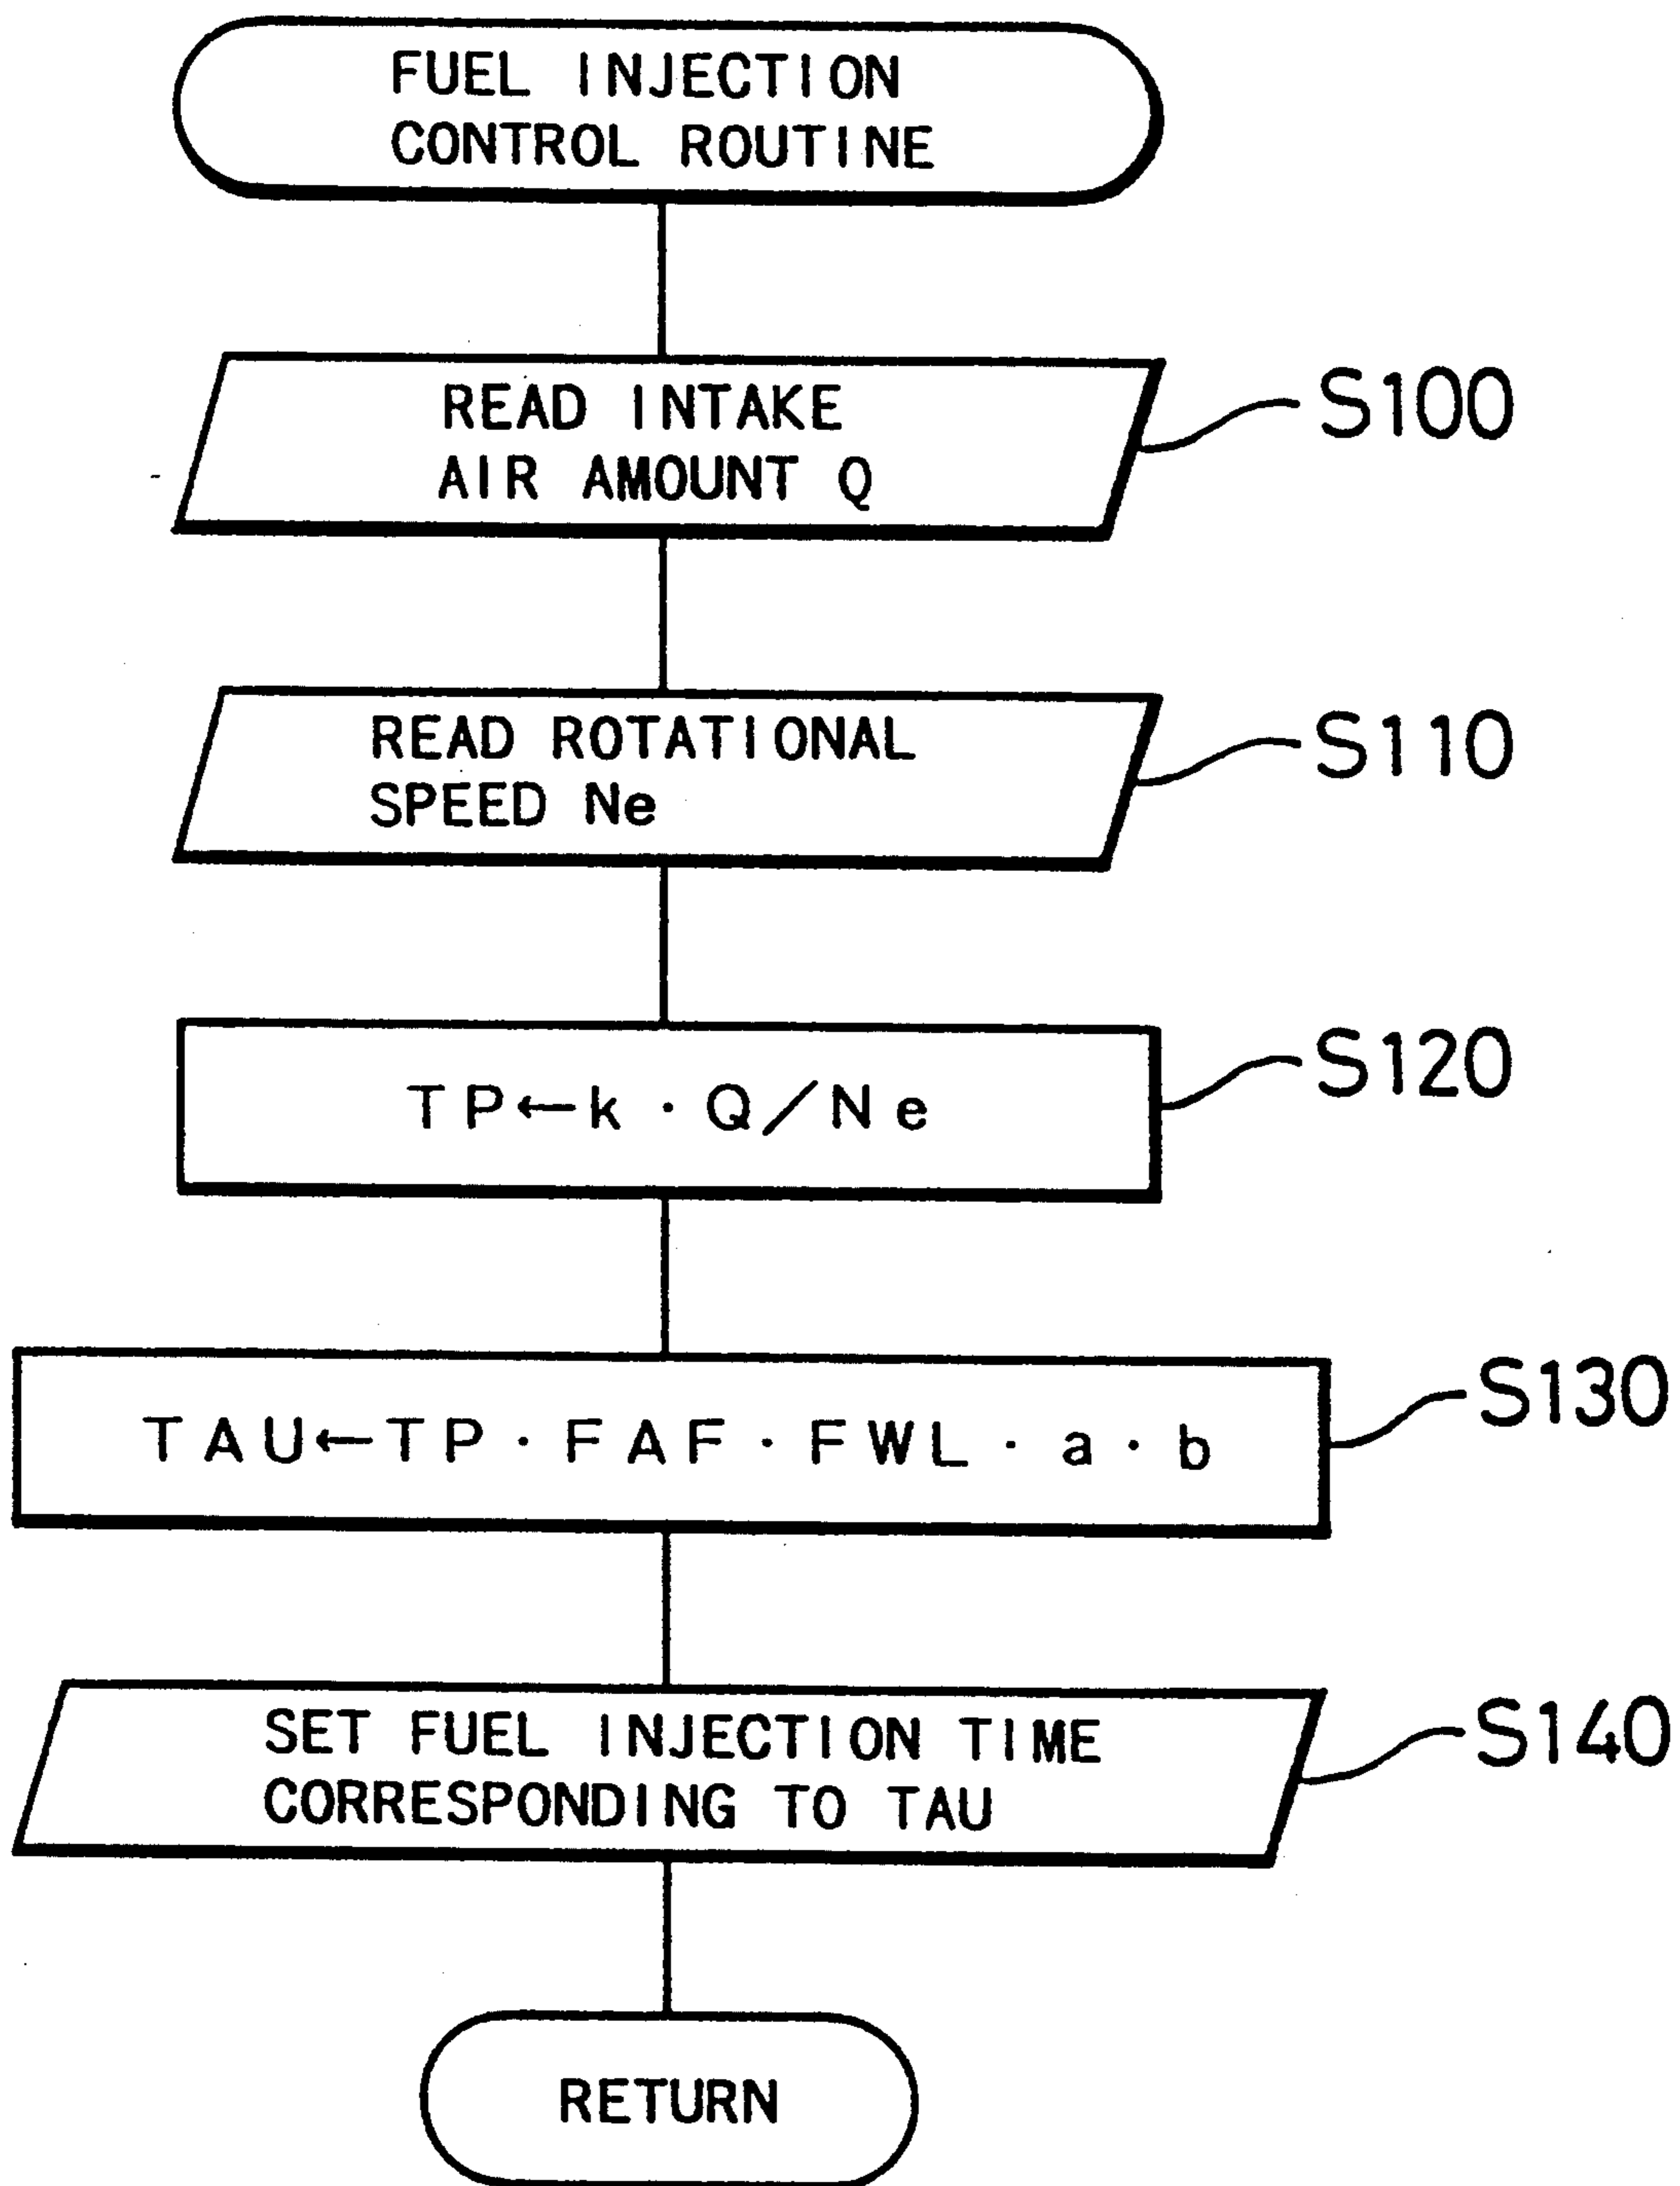 FUEL INJECTION
CONTROL ROUTINE
READ INTAKE
AIR AMOUNT Q
S100
READ ROTATIONAL
SPEED Ne
S110
TP←k・Q/Ne
S120
TAU←TP・FAF・FWL・a・b
S130
SET FUEL INJECTION TIME
CORRESPONDING TO TAU
S140
RETURN